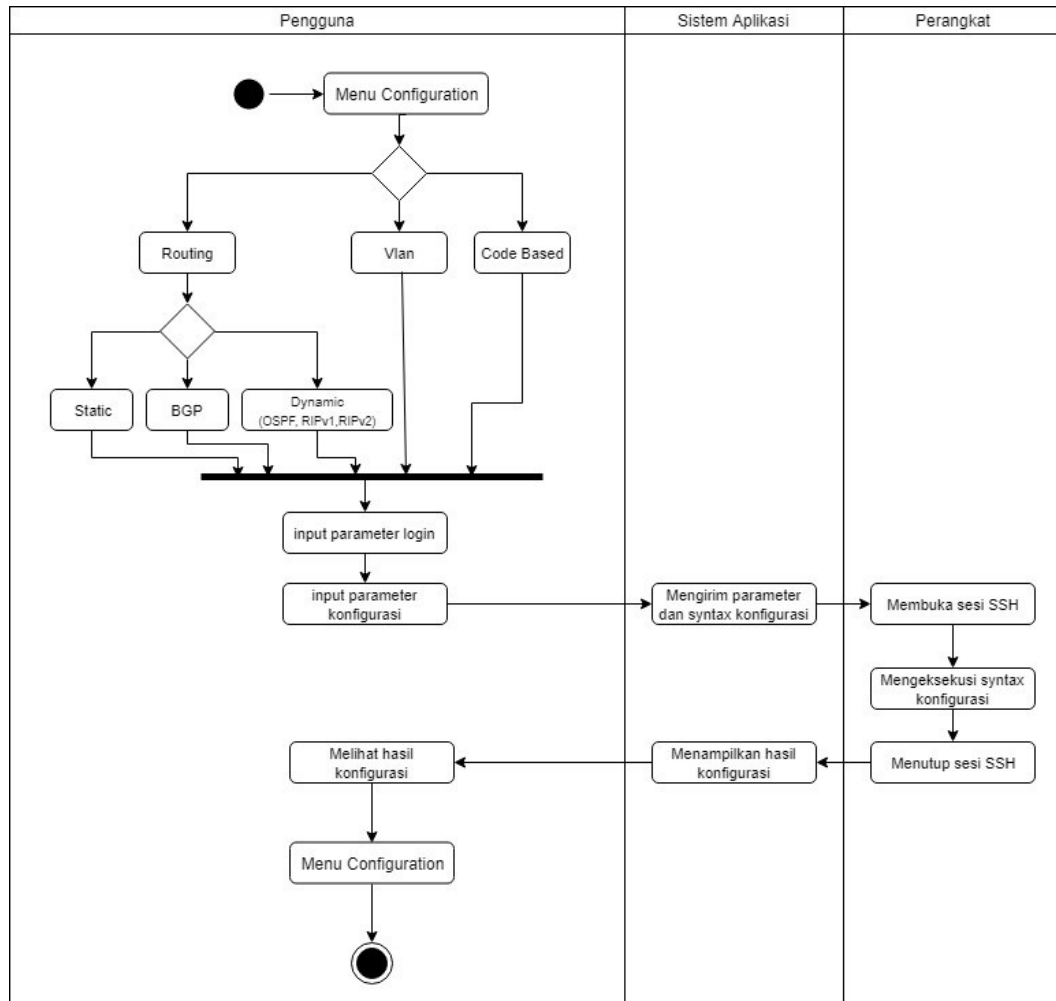 Pengguna
Sistem Aplikasi
Perangkat
Menu Configuration
Routing
Vlan
Code Based
Static
BGP
Dynamic
(OSPF, RIPv1,RIPv2)
input parameter login
input parameter
konfigurasi
Mengirim parameter
dan syntax konfigurasi
Membuka sesi SSH
Mengeksekusi syntax
konfigurasi
Melihat hasil
konfigurasi
Menampilkan hasil
konfigurasi
Menutup sesi SSH
Menu Configuration